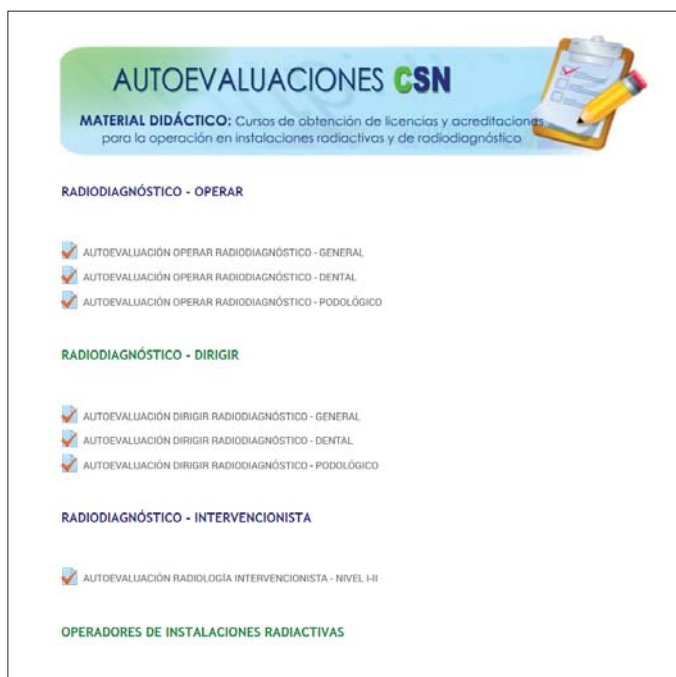 AUTOEVALUACIONES CSN
MATERIAL DIDÁCTICO: Cursos de obtención de licencias y acreditaciones
para la operación en instalaciones radiactivas y de radiodiagnóstico
RADIODIAGNÓSTICO - OPERAR
AUTOEVALUACIÓN OPERAR RADIODIAGNÓSTICO - GENERAL
AUTOEVALUACIÓN OPERAR RADIODIAGNÓSTICO - DENTAL
AUTOEVALUACIÓN OPERAR RADIODIAGNÓSTICO - PODOLÓGICO
RADIODIAGNÓSTICO - DIRIGIR
AUTOEVALUACIÓN DIRIGIR RADIODIAGNÓSTICO - GENERAL
AUTOEVALUACIÓN DIRIGIR RADIODIAGNÓSTICO - DENTAL
AUTOEVALUACIÓN DIRIGIR RADIODIAGNÓSTICO - PODOLÓGICO
RADIODIAGNÓSTICO - INTERVENCIONISTA
AUTOEVALUACIÓN RADIOLOGÍA INTERVENCIONISTA - NIVEL I-II
OPERADORES DE INSTALACIONES RADIACTIVAS